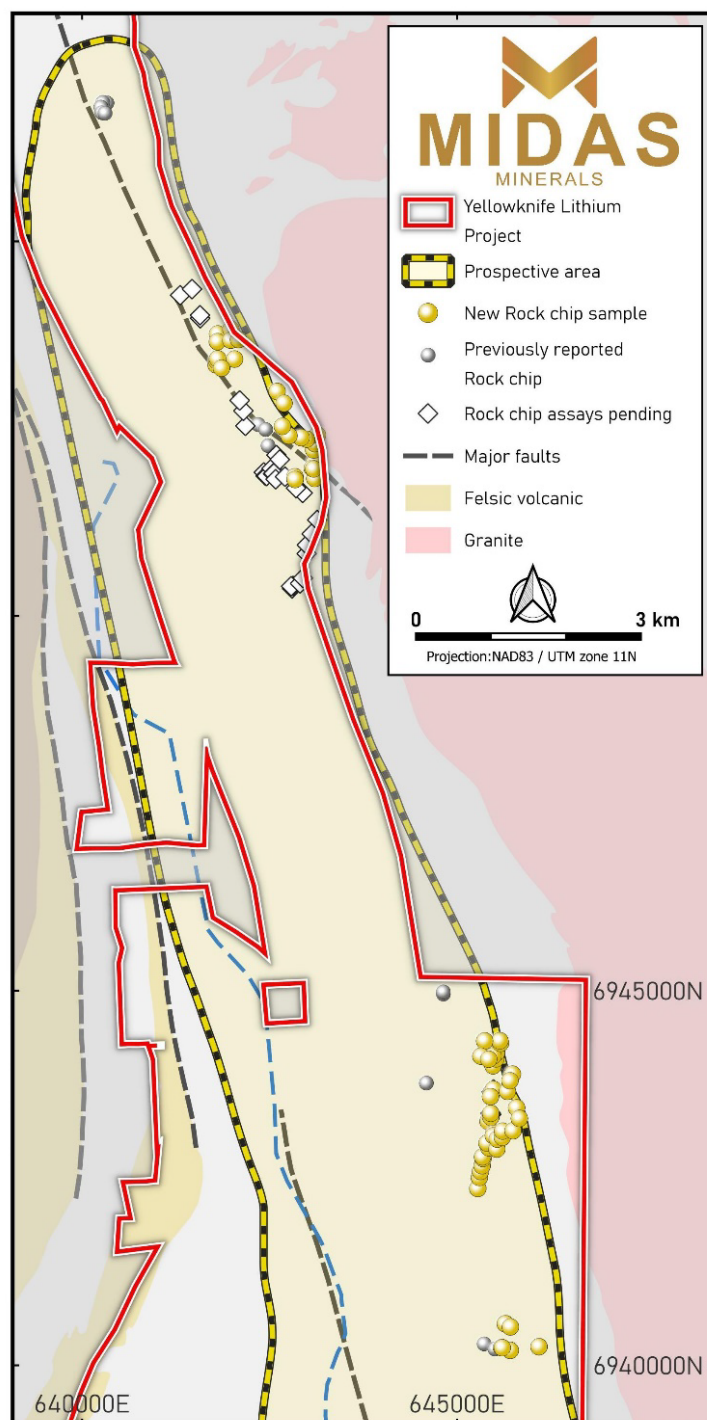 MIDAS
MINERALS
Yellowknife Lithium
Project
Prospective area
New Rock chip sample
Previously reported
Rock chip
Rock chip assays pending
Major faults
Felsic volcanic
Granite
0 3 km
Projection:NAD83 / UTM zone 11N
6945000N
6940000N
640000E 645000E